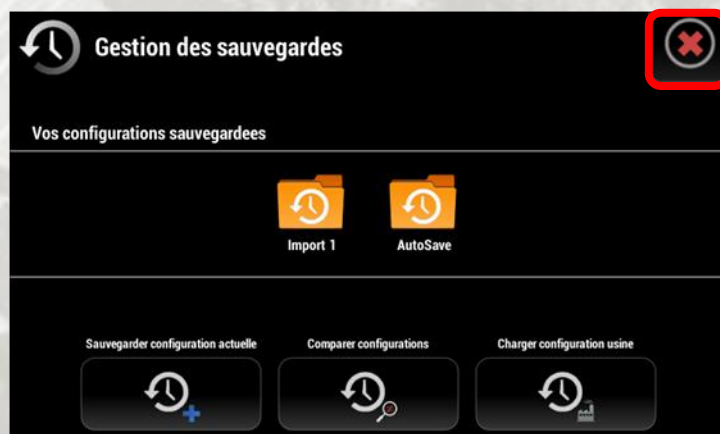 Gestion des sauvegardes
Vos configurations sauvegardees
Import 1 AutoSave
Sauvegarder configuration actuelle Comparer configurations Charger configuration usine